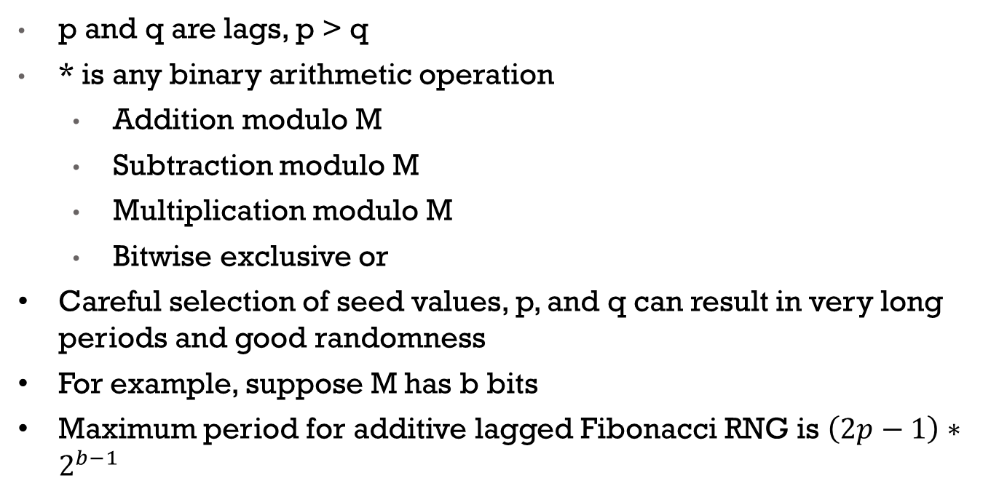 • p and q are lags, p > q
• * is any binary arithmetic operation
• Addition modulo M
• Subtraction modulo M
• Multiplication modulo M
• Bitwise exclusive or
• Careful selection of seed values, p, and q can result in very long
periods and good randomness
• For example, suppose M has b bits
• Maximum period for additive lagged Fibonacci RNG is (2p − 1) ∗
2^{b−1}